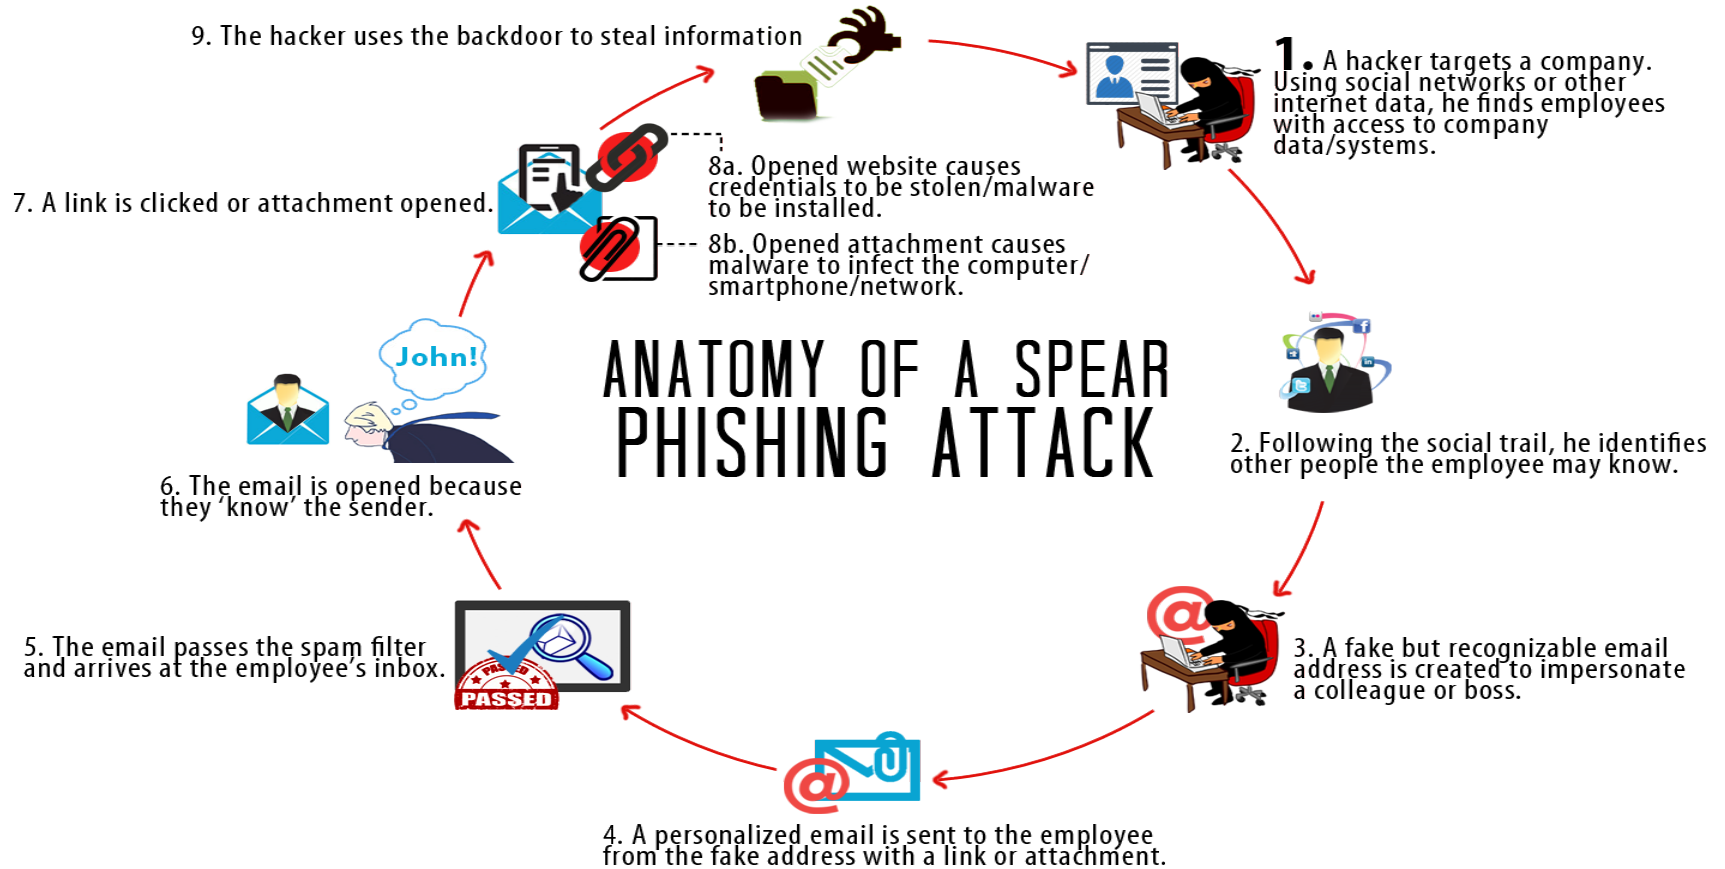 9. The hacker uses the backdoor to steal information
1. A hacker targets a company.
Using social networks or other
internet data, he finds employees
with access to company
data/systems.
8a. Opened website causes
credentials to be stolen/malware
to be installed.
7. A link is clicked or attachment opened.
8b. Opened attachment causes
malware to infect the computer/
smartphone/network.
John!
ANATOMY OF A SPEAR
PHISHING ATTACK
2. Following the social trail, he identifies
other people the employee may know.
6. The email is opened because
they ‘know’ the sender.
5. The email passes the spam filter
and arrives at the employee’s inbox.
PASSED
PASSED
3. A fake but recognizable email
address is created to impersonate
a colleague or boss.
4. A personalized email is sent to the employee
from the fake address with a link or attachment.